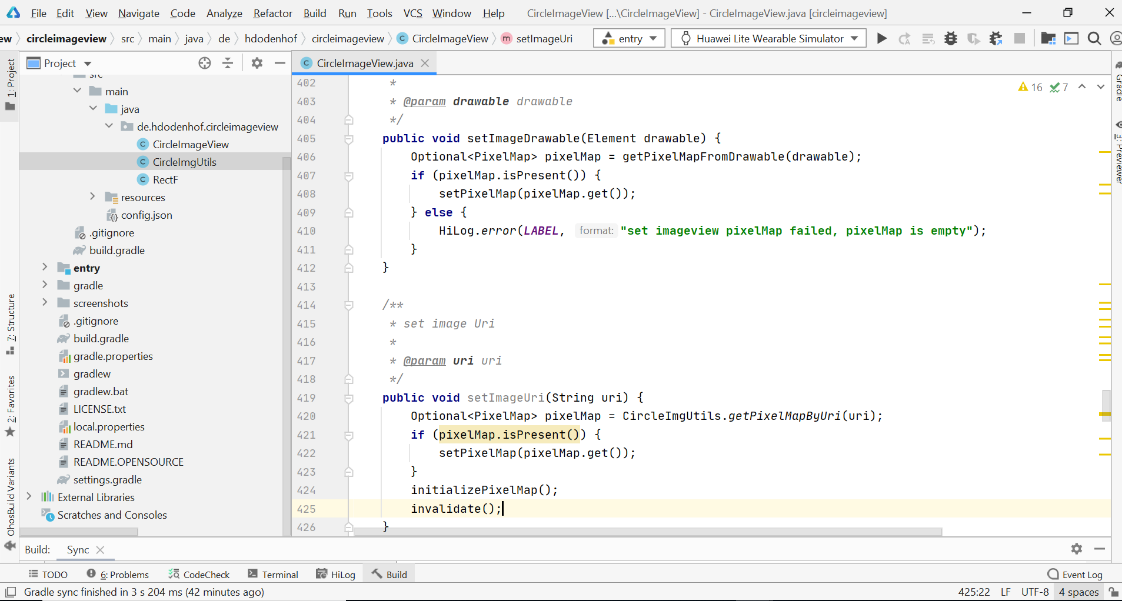 File Edit View Navigate Code Analyze Refactor Build Run Tools VCS Window Help CircleImageView [...\CircleImageView] - CircleImageView.java [circleimageview]
ew circleimageview src main java de hdodenhof circleimageview CircleImageView setImageUri entry Huawei Lite Wearable Simulator
Project CircleImageView.java
1: Project
src
main
java
de.hdodenhof.circleimageview
CircleImageView
CircleImgUtils
RectF
resources
config.json
.gitignore
build.gradle
entry
gradle
screenshots
.gitignore
build.gradle
gradle.properties
gradlew
gradlew.bat
LICENSE.txt
local.properties
README.md
README.OPENSOURCE
settings.gradle
External Libraries
Scratches and Consoles
7: Structure
2: Favorites
OhosBuild Variants
16 7
402 *
403 * @param drawable drawable
404 */
405 public void setImageDrawable(Element drawable) {
406 Optional<PixelMap> pixelMap = getPixelMapFromDrawable(drawable);
407 if (pixelMap.isPresent()) {
408 setPixelMap(pixelMap.get());
409 } else {
410 HiLog.error(LABEL, format: "set imageview pixelMap failed, pixelMap is empty");
411 }
412 }
413
414 /**
415 * set image Uri
416 *
417 * @param uri uri
418 */
419 public void setImageUri(String uri) {
420 Optional<PixelMap> pixelMap = CircleImgUtils.getPixelMapByUri(uri);
421 if (pixelMap.isPresent()) {
422 setPixelMap(pixelMap.get());
423 }
424 initializePixelMap();
425 invalidate();
426 }
Gradle
Previewer
Build: Sync
TODO 6: Problems CodeCheck Terminal HiLog Build Event Log
Gradle sync finished in 3 s 204 ms (42 minutes ago) 425:22 LF UTF-8 4 spaces